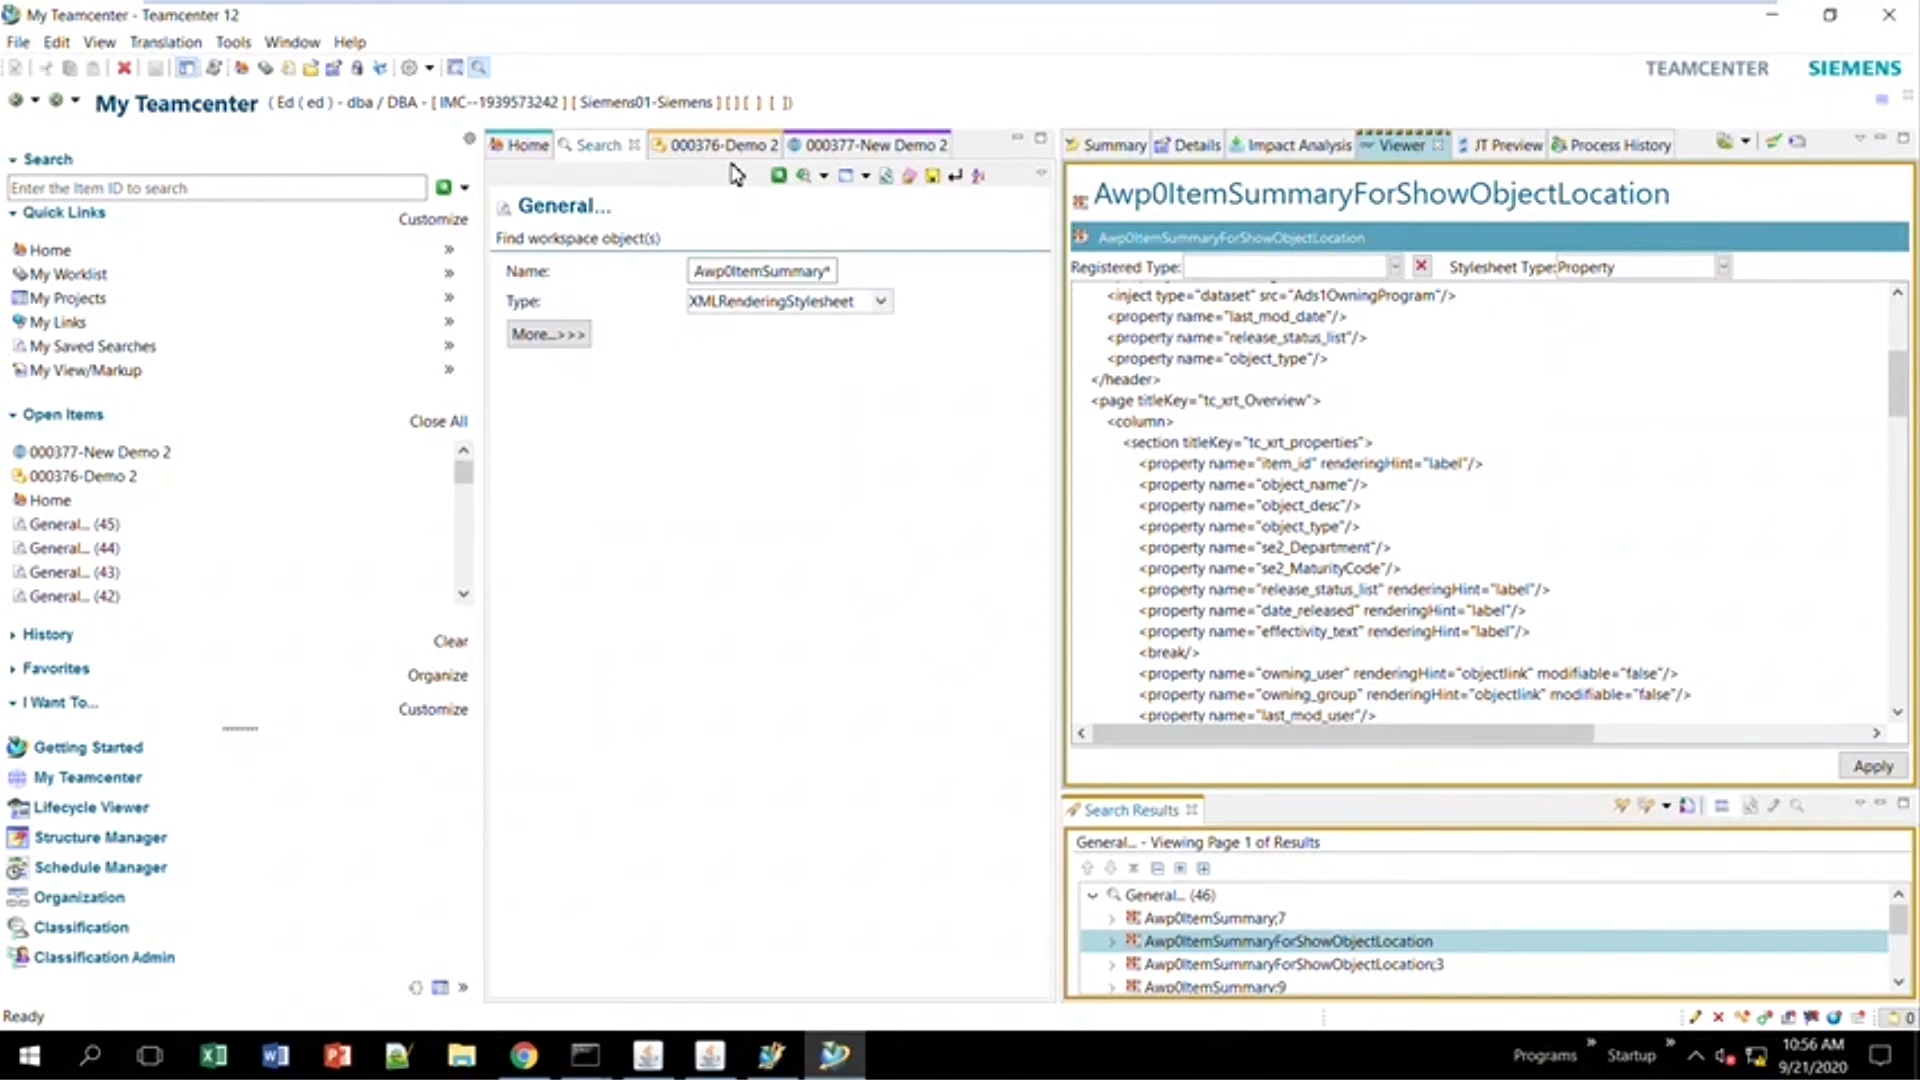 My Teamcenter - Teamcenter 12
File Edit View Translation Tools Window Help
TEAMCENTER SIEMENS
My Teamcenter ( Ed ( ed ) - dba / DBA - [ IMC--1939573242 ] [ Siemens01-Siemens ] [ ] [ ] [ ])
Search
Enter the Item ID to search
Quick Links
Customize
Home
My Worklist
My Projects
My Links
My Saved Searches
My View/Markup
Open Items
Close All
000377-New Demo 2
000376-Demo 2
Home
General... (45)
General... (44)
General... (43)
General... (42)
History
Clear
Favorites
Organize
I Want To...
Customize
Getting Started
My Teamcenter
Lifecycle Viewer
Structure Manager
Schedule Manager
Organization
Classification
Classification Admin
Home Search 000376-Demo 2 000377-New Demo 2
General...
Find workspace object(s)
Name: Awp0ItemSummary*
Type: XMLRenderingStylesheet
More...>>>
Summary Details Impact Analysis Viewer JT Preview Process History
Awp0ItemSummaryForShowObjectLocation
Awp0ItemSummaryForShowObjectLocation
Registered Type: Stylesheet Type:Property
<inject type="dataset" src="Ads1OwningProgram"/>
<property name="last_mod_date"/>
<property name="release_status_list"/>
<property name="object_type"/>
</header>
<page titleKey="tc_xrt_Overview">
<column>
<section titleKey="tc_xrt_properties">
<property name="item_id" renderingHint="label"/>
<property name="object_name"/>
<property name="object_desc"/>
<property name="object_type"/>
<property name="se2_Department"/>
<property name="se2_MaturityCode"/>
<property name="release_status_list" renderingHint="label"/>
<property name="date_released" renderingHint="label"/>
<property name="effectivity_text" renderingHint="label"/>
<break/>
<property name="owning_user" renderingHint="objectlink" modifiable="false"/>
<property name="owning_group" renderingHint="objectlink" modifiable="false"/>
<property name="last_mod_user"/>
Apply
Search Results
General... - Viewing Page 1 of Results
General... (46)
Awp0ItemSummary;7
Awp0ItemSummaryForShowObjectLocation
Awp0ItemSummaryForShowObjectLocation;3
Awp0ItemSummary;9
Ready
0
Programs
Startup
10:56 AM
9/21/2020